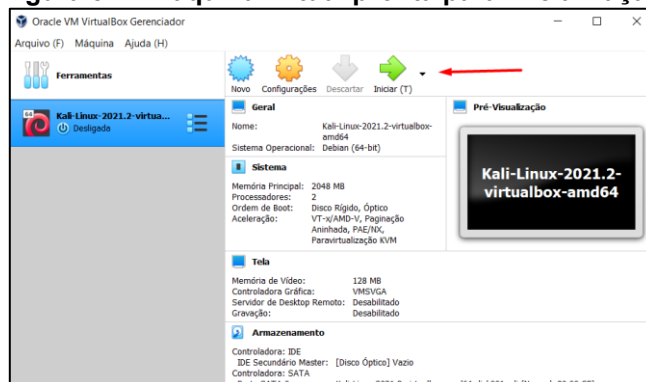 Oracle VM VirtualBox Gerenciador
Arquivo (F) Máquina Ajuda (H)
Ferramentas
Novo Configurações Descartar Iniciar (T)
Kali-Linux-2021.2-virtua...
64
Desligada
Geral
Nome: Kali-Linux-2021.2-virtualbox-
amd64
Sistema Operacional: Debian (64-bit)
Sistema
Memória Principal: 2048 MB
Processadores: 2
Ordem de Boot: Disco Rígido, Óptico
Aceleração: VT-x/AMD-V, Paginação
Aninhada, PAE/NX,
Paravirtualização KVM
Pré-Visualização
Kali-Linux-2021.2-
virtualbox-amd64
Tela
Memória de Vídeo: 128 MB
Controladora Gráfica: VMSVGA
Servidor de Desktop Remoto: Desabilitado
Gravação: Desabilitado
Armazenamento
Controladora: IDE
IDE Secundário Master: [Disco Óptico] Vazio
Controladora: SATA